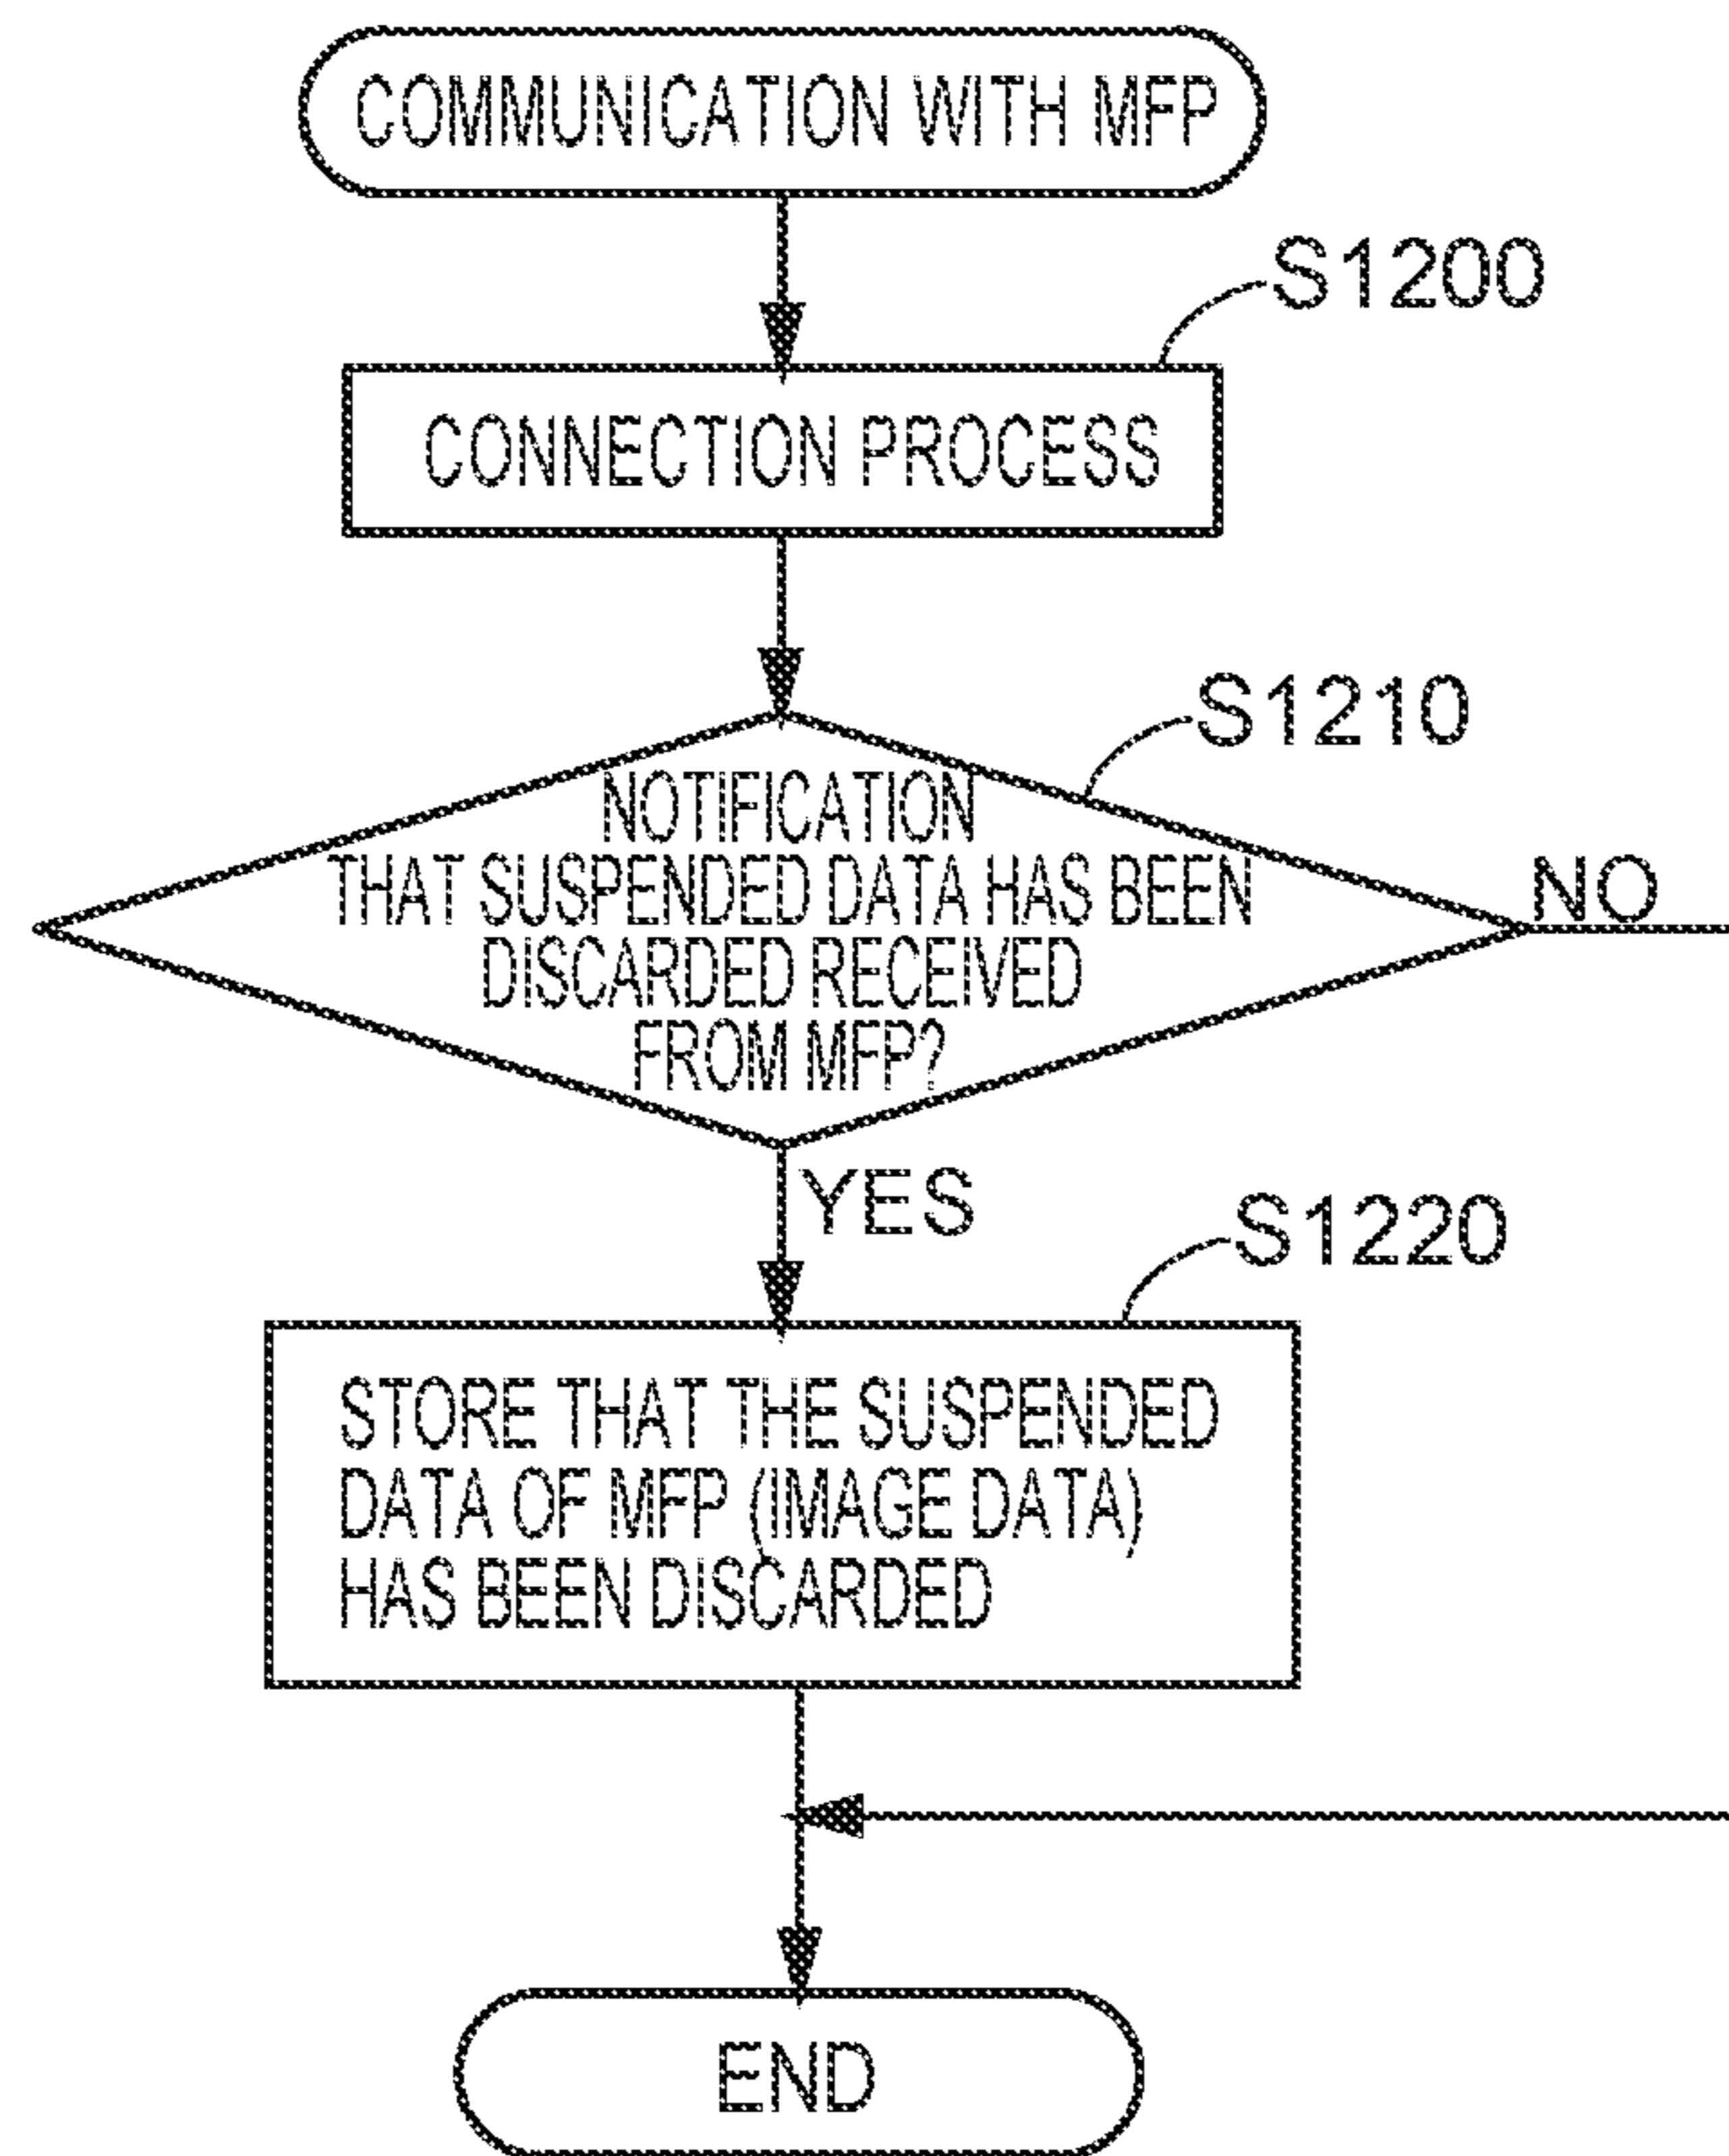 COMMUNICATION WITH MFP
S1200
CONNECTION PROCESS
S1210
NOTIFICATION
THAT SUSPENDED DATA HAS BEEN
DISCARDED RECEIVED
FROM MFP?
NO
YES
S1220
STORE THAT THE SUSPENDED
DATA OF MFP (IMAGE DATA)
HAS BEEN DISCARDED
END